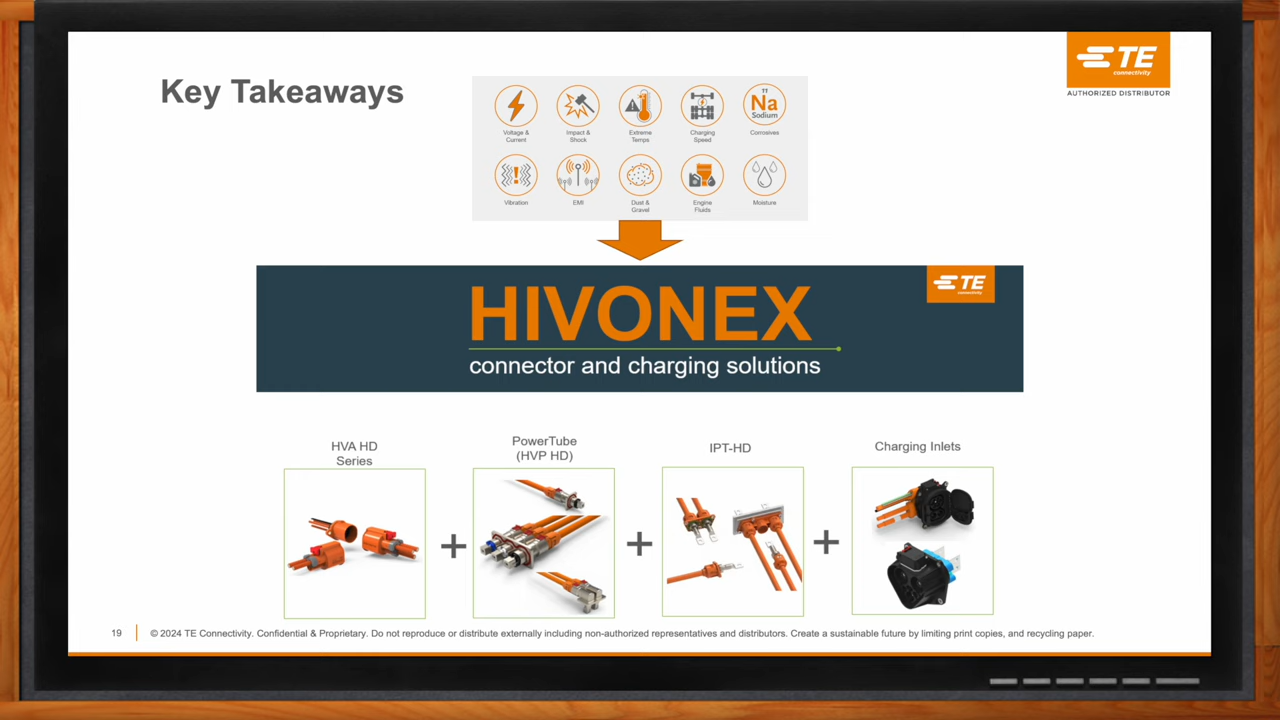 Key Takeaways
TE
connectivity
AUTHORIZED DISTRIBUTOR
Voltage &
Current
Impact &
Shock
Extreme
Temps
Charging
Speed
11
Na
Sodium
Corrosives
Vibration
EMI
Dust &
Gravel
Engine
Fluids
Moisture
TE
connectivity
HIVONEX
connector and charging solutions
HVA HD
Series
PowerTube
(HVP HD)
IPT-HD
Charging Inlets
19
© 2024 TE Connectivity. Confidential & Proprietary. Do not reproduce or distribute externally including non-authorized representatives and distributors. Create a sustainable future by limiting print copies, and recycling paper.